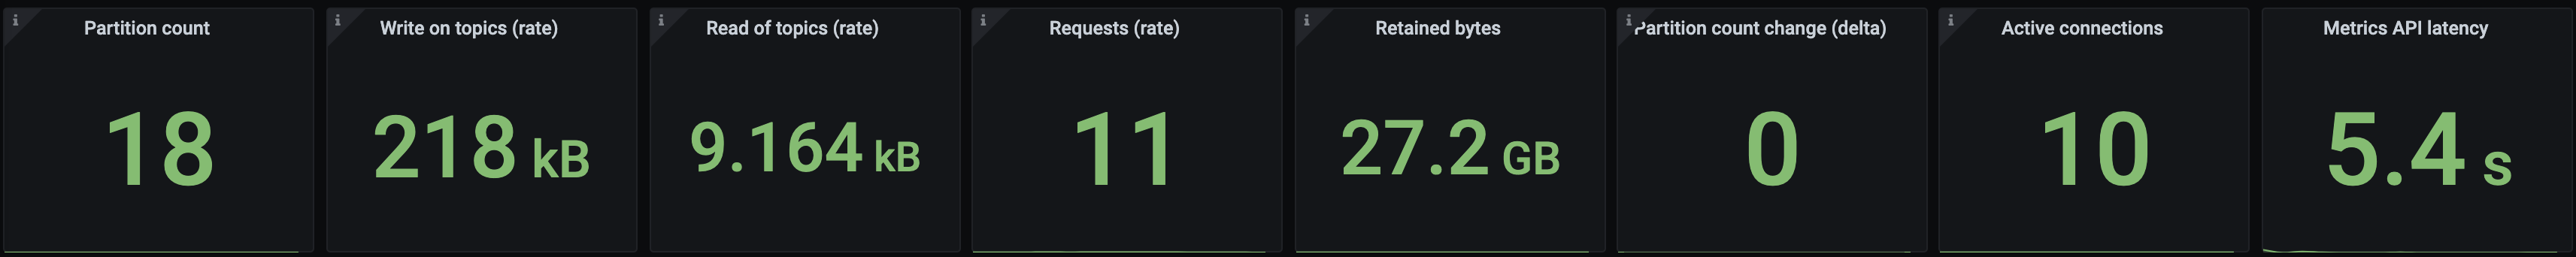 Partition count
18
Write on topics (rate)
218 kB
Read of topics (rate)
9.164 kB
Requests (rate)
11
Retained bytes
27.2 GB
Partition count change (delta)
0
Active connections
10
Metrics API latency
5.4 s